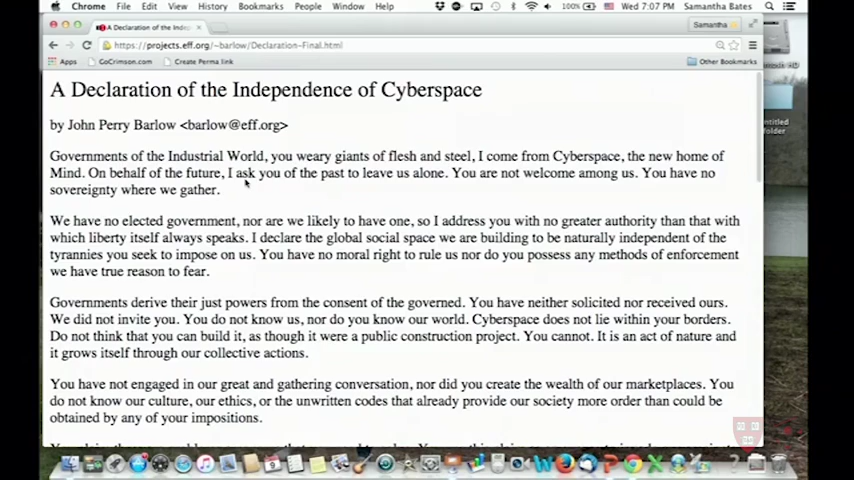 Chrome File Edit View History Bookmarks People Window Help 100% Wed 7:07 PM Samantha Bates
A Declaration of the Indep Samantha
https://projects.eff.org/~barlow/Declaration-Final.html
Apps GoCrimson.com Create Perma link Other Bookmarks
A Declaration of the Independence of Cyberspace
by John Perry Barlow <barlow@eff.org>
Governments of the Industrial World, you weary giants of flesh and steel, I come from Cyberspace, the new home of
Mind. On behalf of the future, I ask you of the past to leave us alone. You are not welcome among us. You have no
sovereignty where we gather.
We have no elected government, nor are we likely to have one, so I address you with no greater authority than that with
which liberty itself always speaks. I declare the global social space we are building to be naturally independent of the
tyrannies you seek to impose on us. You have no moral right to rule us nor do you possess any methods of enforcement
we have true reason to fear.
Governments derive their just powers from the consent of the governed. You have neither solicited nor received ours.
We did not invite you. You do not know us, nor do you know our world. Cyberspace does not lie within your borders.
Do not think that you can build it, as though it were a public construction project. You cannot. It is an act of nature and
it grows itself through our collective actions.
You have not engaged in our great and gathering conversation, nor did you create the wealth of our marketplaces. You
do not know our culture, our ethics, or the unwritten codes that already provide our society more order than could be
obtained by any of your impositions.
HD
ntitled
folder